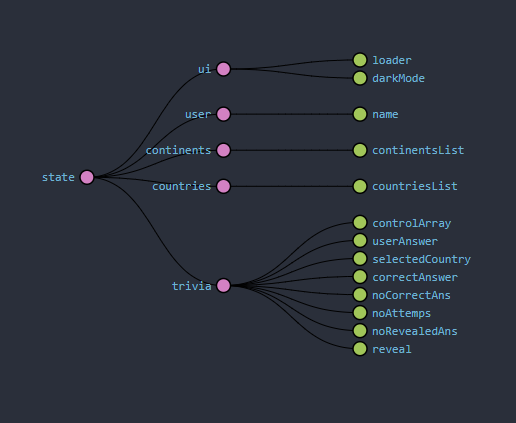 loader
ui
darkMode
user
name
continents
continentsList
state
countries
countriesList
controlArray
userAnswer
selectedCountry
correctAnswer
trivia
noCorrectAns
noAttemps
noRevealedAns
reveal